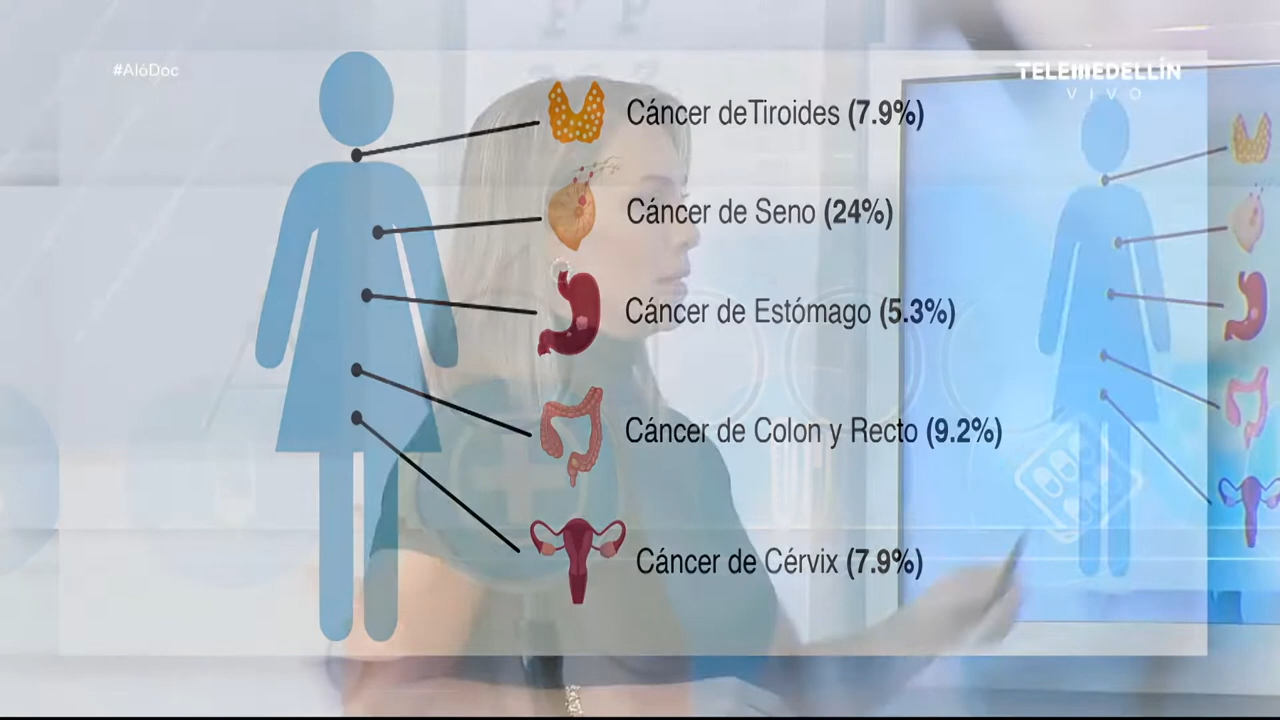 #AlóDoc
TELEMEDELLÍN
VIVO
Cáncer deTiroides (7.9%)
Cáncer de Seno (24%)
Cáncer de Estómago (5.3%)
Cáncer de Colon y Recto (9.2%)
Cáncer de Cérvix (7.9%)